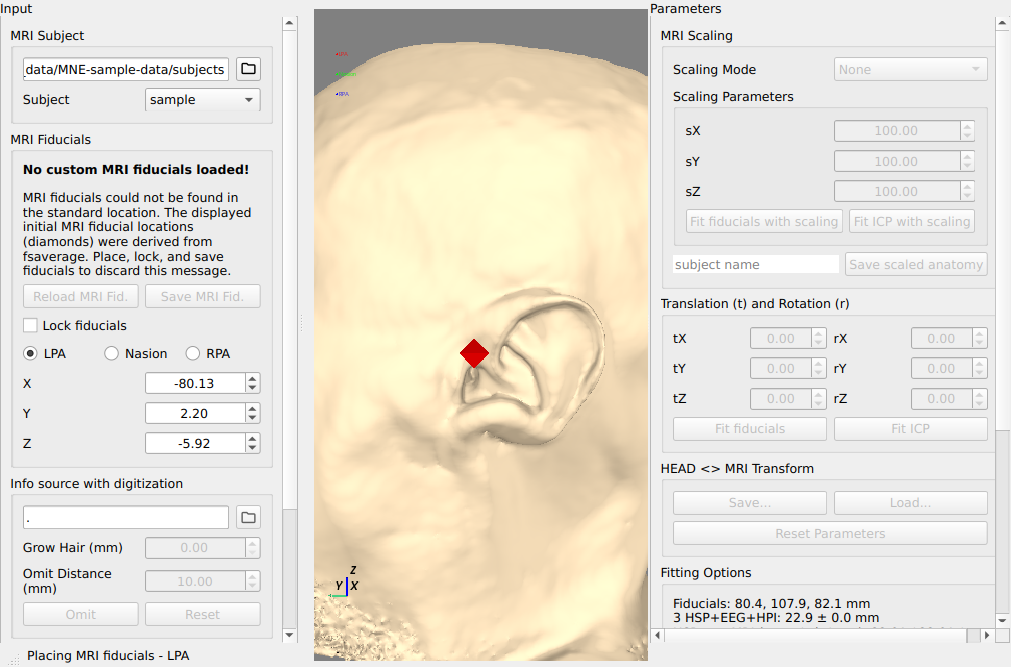 Input
MRI Subject
data/MNE-sample-data/subjects
Subject
sample
MRI Fiducials
No custom MRI fiducials loaded!
MRI fiducials could not be found in
the standard location. The displayed
initial MRI fiducial locations
(diamonds) were derived from
fsaverage. Place, lock, and save
fiducials to discard this message.
Reload MRI Fid.
Save MRI Fid.
Lock fiducials
LPA
Nasion
RPA
X
-80.13
Y
2.20
Z
-5.92
Info source with digitization
.
Grow Hair (mm)
0.00
Omit Distance
(mm)
10.00
Omit
Reset
Placing MRI fiducials - LPA
RPA
Z
Y
X
Parameters
MRI Scaling
Scaling Mode
None
Scaling Parameters
sX
100.00
sY
100.00
sZ
100.00
Fit fiducials with scaling
Fit ICP with scaling
subject name
Save scaled anatomy
Translation (t) and Rotation (r)
tX
0.00
rX
0.00
tY
0.00
rY
0.00
tZ
0.00
rZ
0.00
Fit fiducials
Fit ICP
HEAD <> MRI Transform
Save...
Load...
Reset Parameters
Fitting Options
Fiducials: 80.4, 107.9, 82.1 mm
3 HSP+EEG+HPI: 22.9 ± 0.0 mm